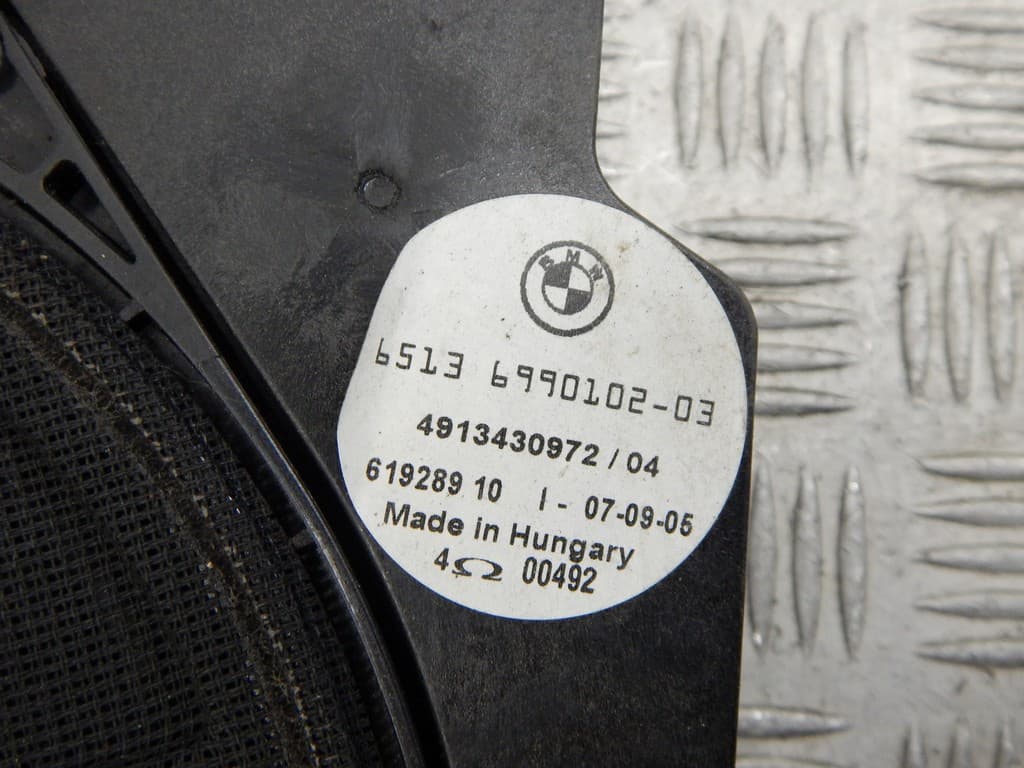 BMW
6513 6990102-03
4913430972 / 04
619289 10 I - 07-09-05
Made in Hungary
4Ω 00492